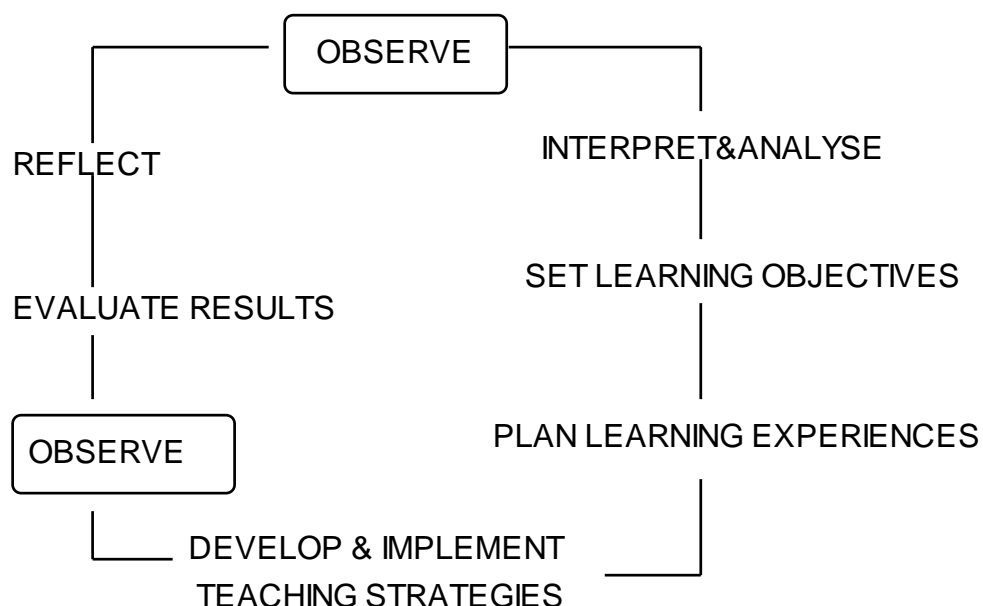 OBSERVE
INTERPRET&ANALYSE
REFLECT
SET LEARNING OBJECTIVES
EVALUATE RESULTS
PLAN LEARNING EXPERIENCES
OBSERVE
DEVELOP & IMPLEMENT
TEACHING STRATEGIES